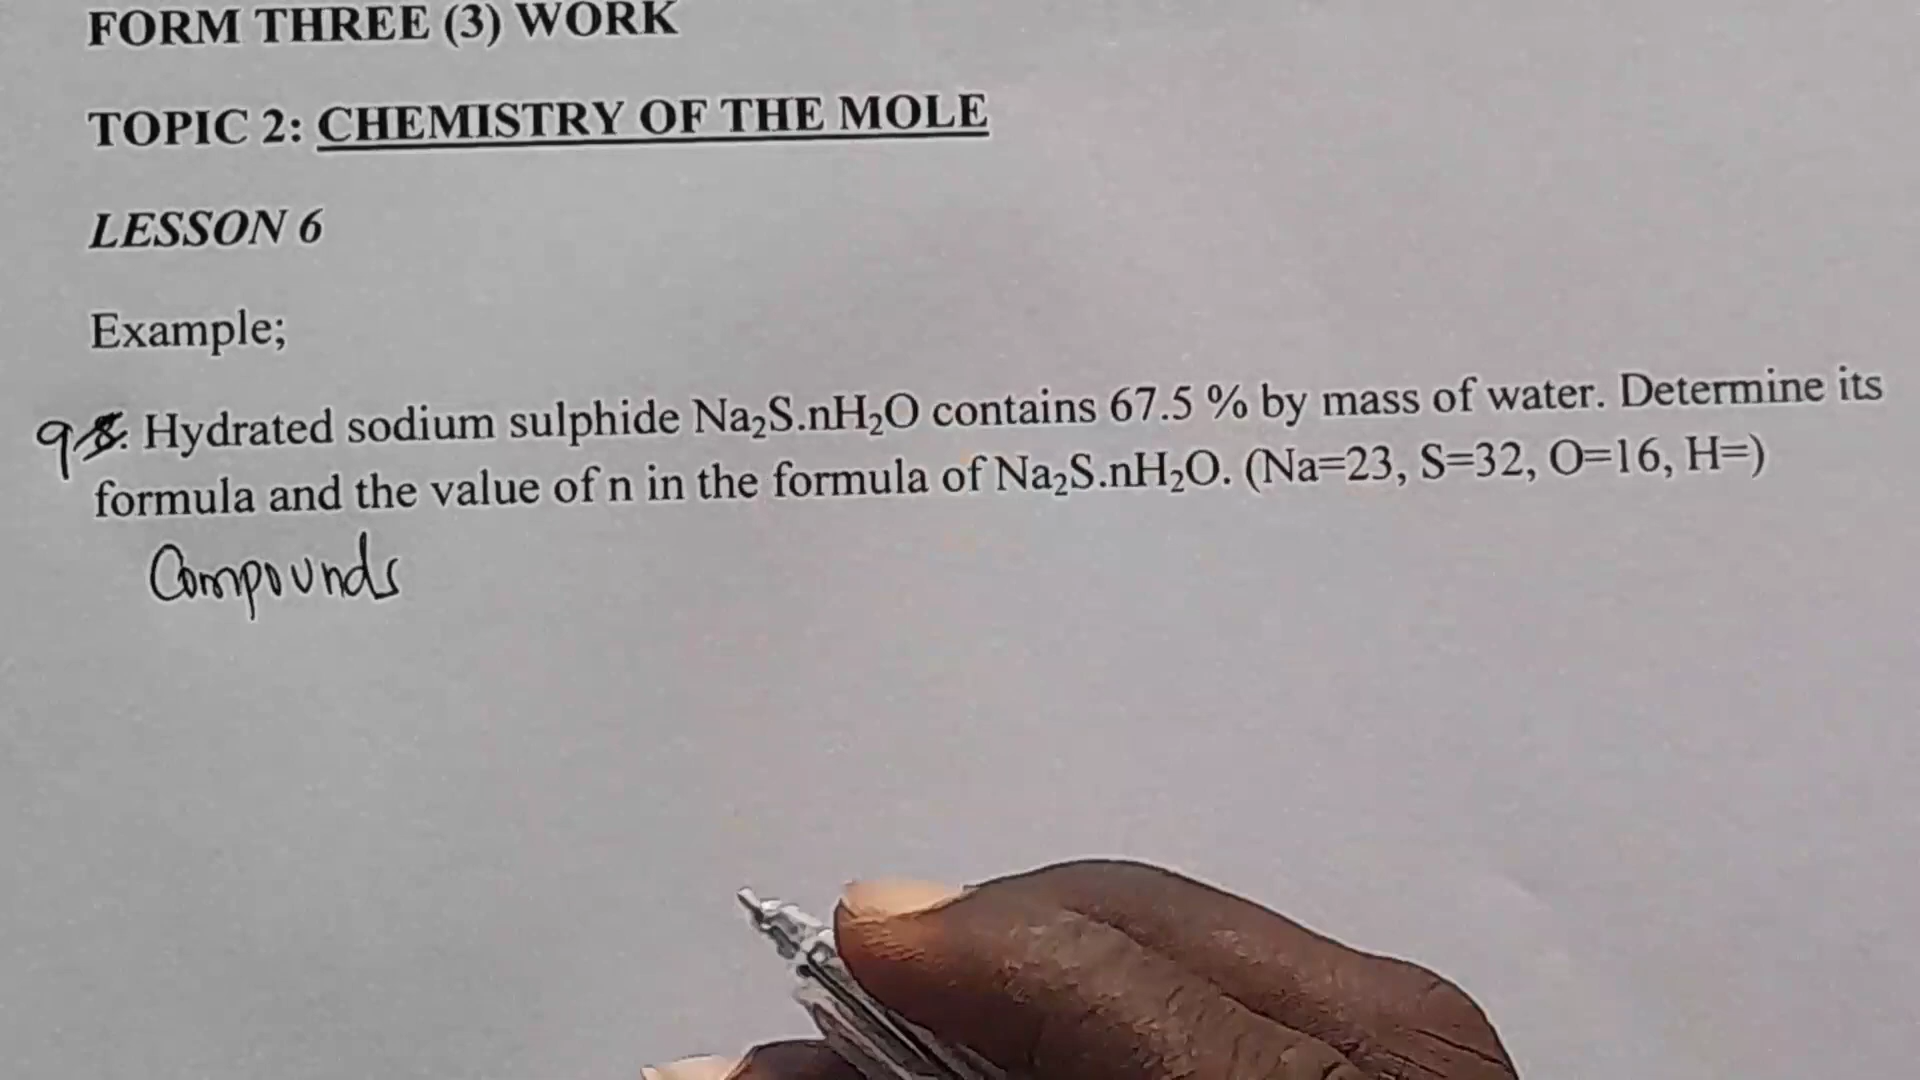 FORM THREE (3) WORK
TOPIC 2: CHEMISTRY OF THE MOLE
LESSON 6
Example;
9. Hydrated sodium sulphide Na₂S.nH₂O contains 67.5 % by mass of water. Determine its
formula and the value of n in the formula of Na₂S.nH₂O. (Na=23, S=32, O=16, H=)
Compounds